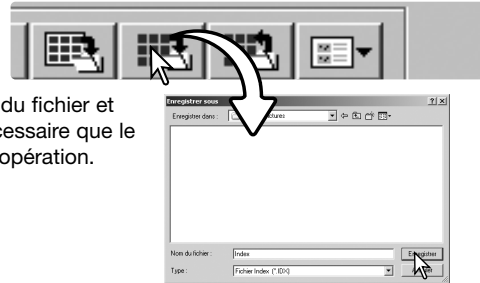 du fichier et
cessaire que le
opération.
Enregistrer sous
Enregistrer dans :
Nom du fichier :
Index
Enregistrer
Type :
Fichier Index (*.IDX)